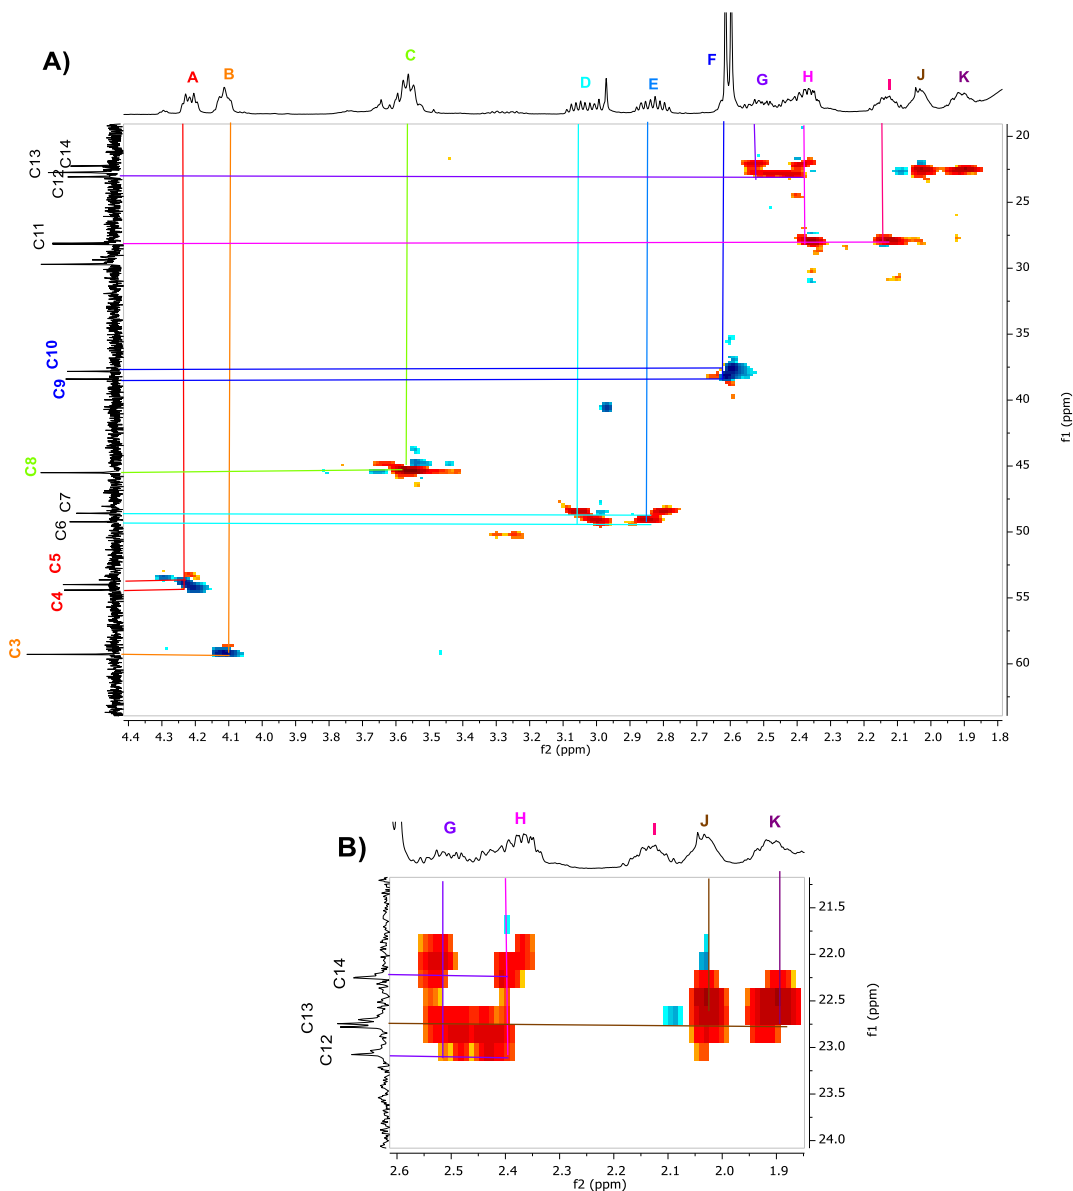 A)
A B C D E F G H I J K
C13
C14
C12
C11
C10
C9
C8
C7
C6
C5
C4
C3
20
25
30
35
40
45
50
55
60
f1 (ppm)
4.4 4.3 4.2 4.1 4.0 3.9 3.8 3.7 3.6 3.5 3.4 3.3 3.2 3.1 3.0 2.9 2.8 2.7 2.6 2.5 2.4 2.3 2.2 2.1 2.0 1.9 1.8
f2 (ppm)
B)
G H I J K
C14
C13
C12
21.5
22.0
22.5
23.0
23.5
24.0
f1 (ppm)
2.6 2.5 2.4 2.3 2.2 2.1 2.0 1.9
f2 (ppm)